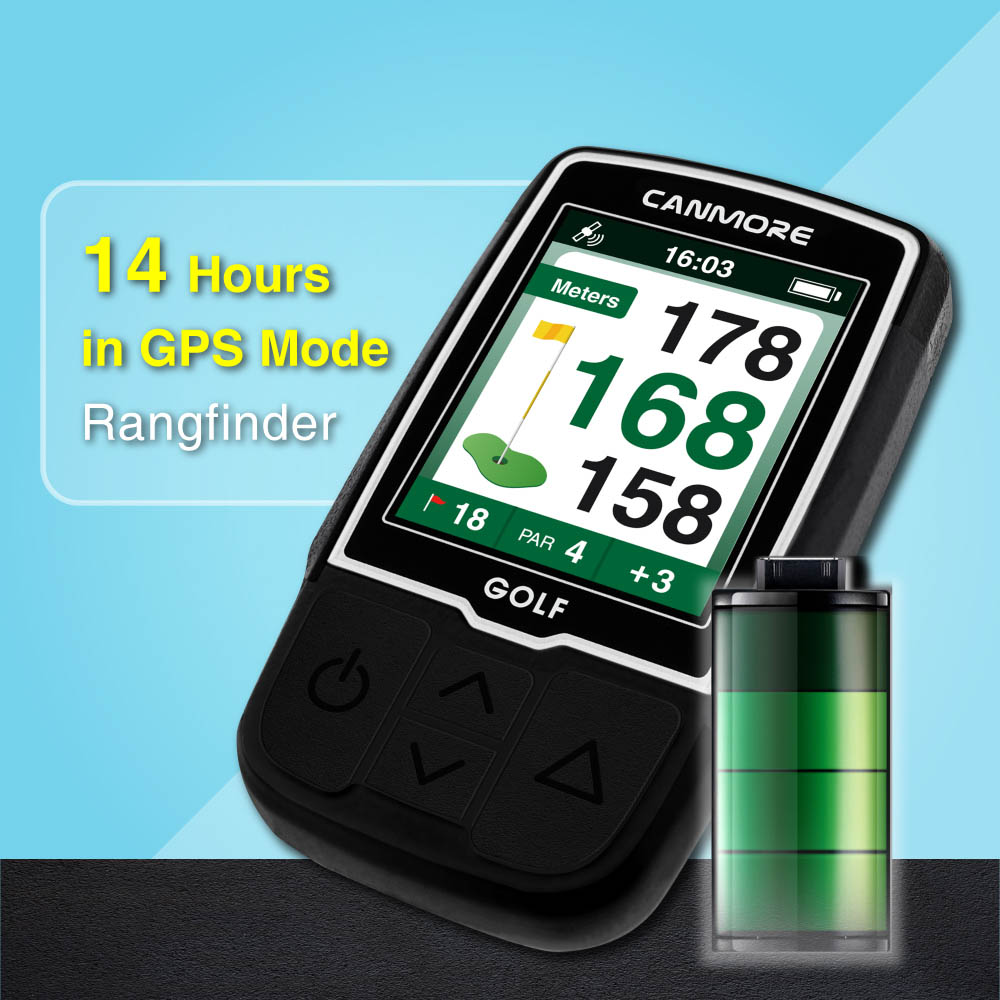 14 Hours
in GPS Mode
Rangfinder
CANMORE
16:03
Meters
178
168
158
18 PAR 4 +3
GOLF